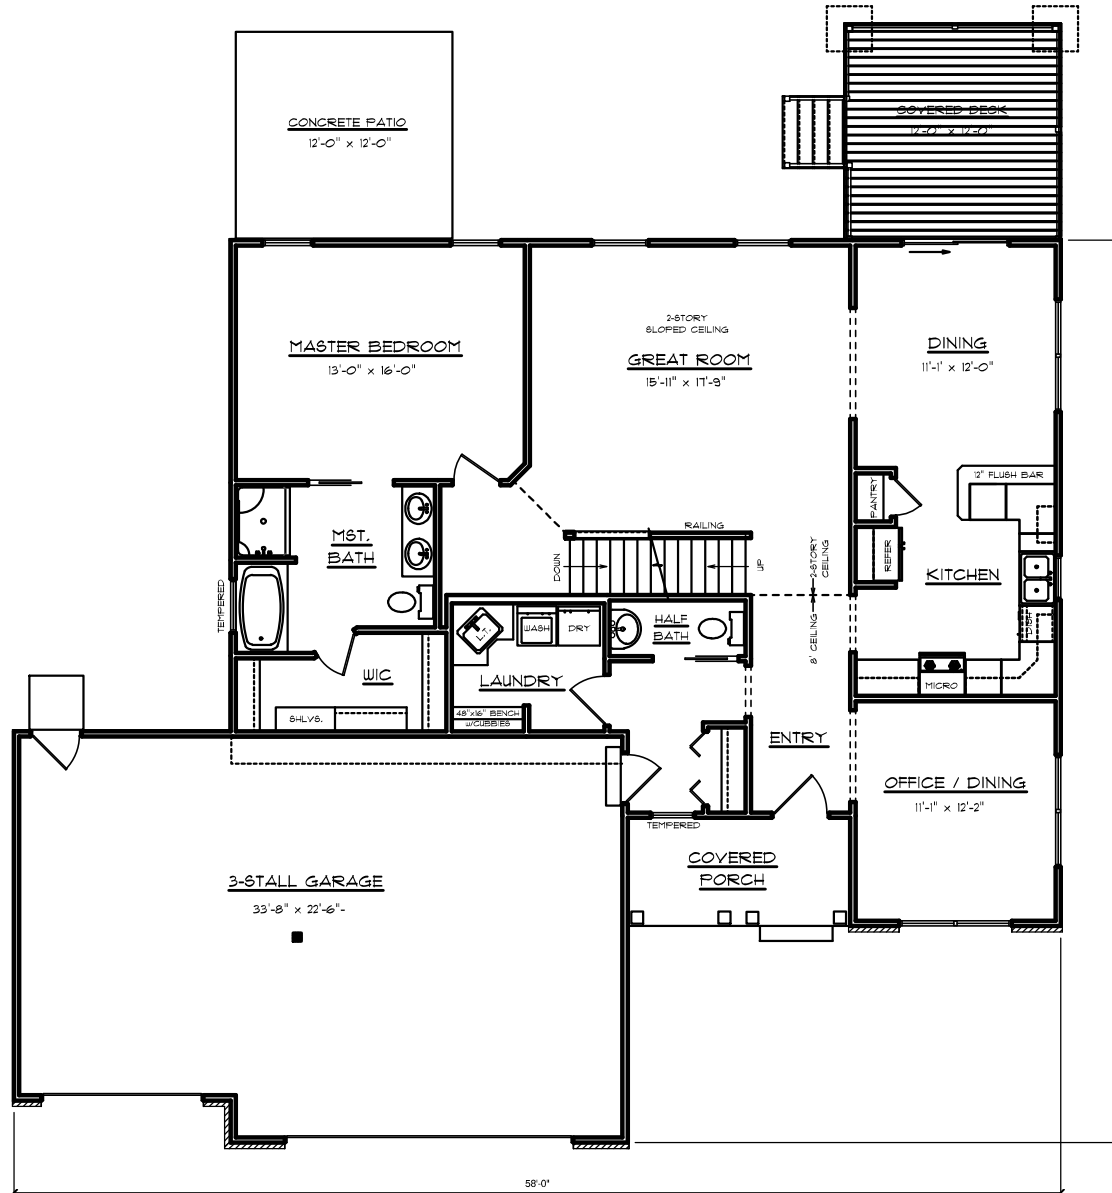 COVERED DECK
12'-0" x 12'-0"
CONCRETE PATIO
12'-0" x 12'-0"
2-STORY
SLOPED CEILING
MASTER BEDROOM
13'-0" x 16'-0"
GREAT ROOM
15'-11" x 17'-9"
DINING
11'-1" x 12'-0"
12" FLUSH BAR
PANTRY
RAILING
MST.
BATH
DOWN
UP
2-STORY
CEILING
REFER
KITCHEN
TEMPERED
L.T.
WASH
DRY
HALF
BATH
8' CEILING
DISH
WIC
LAUNDRY
MICRO
SHLVS.
48"x16" BENCH
w/CUBBIES
ENTRY
OFFICE / DINING
11'-1" x 12'-2"
TEMPERED
COVERED
PORCH
3-STALL GARAGE
33'-8" x 22'-6"-
58'-0"